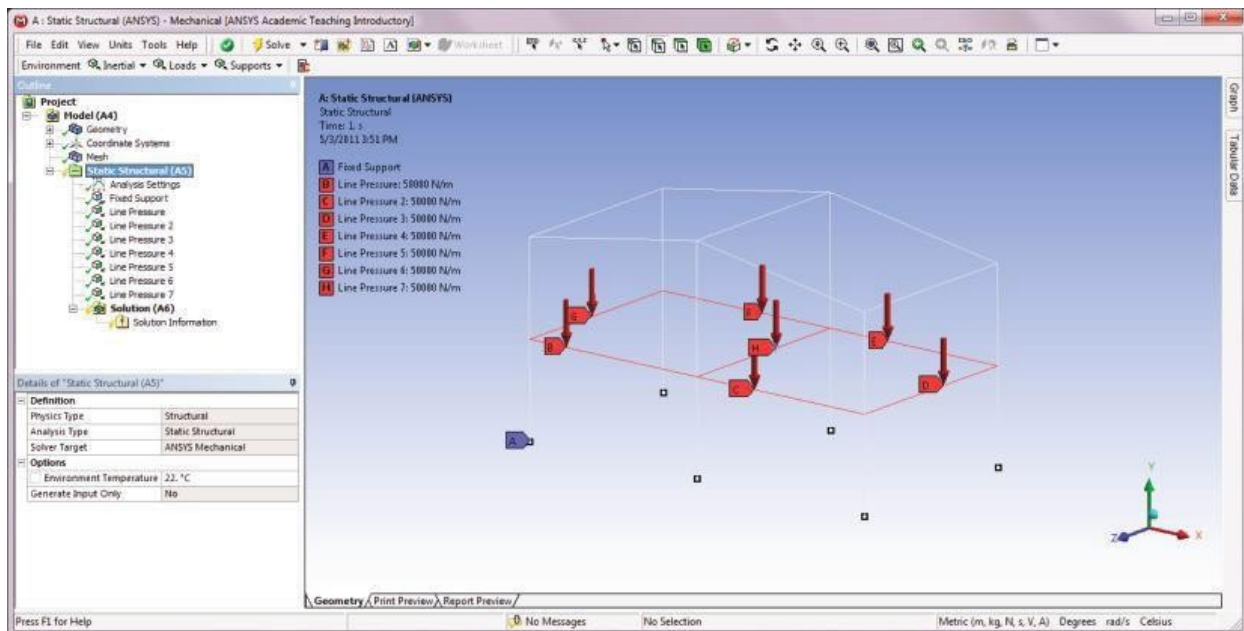 A : Static Structural (ANSYS) - Mechanical [ANSYS Academic Teaching Introductory]
File Edit View Units Tools Help Solve Worksheet
Environment Inertial Loads Supports
Outline
Project
Model (A4)
Geometry
Coordinate Systems
Mesh
Static Structural (A5)
Analysis Settings
Fixed Support
Line Pressure
Line Pressure 2
Line Pressure 3
Line Pressure 4
Line Pressure 5
Line Pressure 6
Line Pressure 7
Solution (A6)
Solution Information
Details of "Static Structural (A5)"
Definition
Physics Type Structural
Analysis Type Static Structural
Solver Target ANSYS Mechanical
Options
Environment Temperature 22. °C
Generate Input Only No
A: Static Structural (ANSYS)
Static Structural
Time: 1. s
5/3/2011 3:51 PM
A Fixed Support
B Line Pressure: 50000 N/m
C Line Pressure 2: 50000 N/m
D Line Pressure 3: 50000 N/m
E Line Pressure 4: 50000 N/m
F Line Pressure 5: 50000 N/m
G Line Pressure 6: 50000 N/m
H Line Pressure 7: 50000 N/m
G
F
B
H
E
C
D
A
Y
Z
X
Graph
Tabular Data
Geometry Print Preview Report Preview
Press F1 for Help
0 No Messages
No Selection
Metric (m, kg, N, s, V, A) Degrees rad/s Celsius